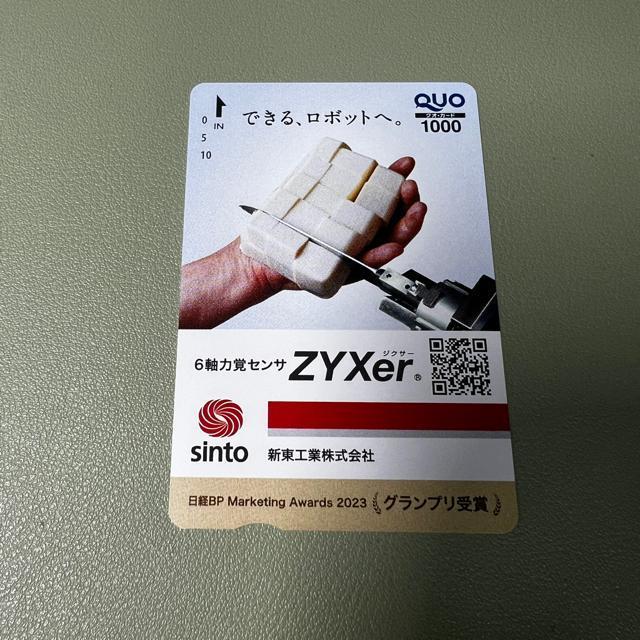 IN
0
5
10
できる、ロボットへ。
QUO
クオ・カード
1000
6軸力覚センサ ZYXer®
ジクサー
sinto
新東工業株式会社
日経BP Marketing Awards 2023 グランプリ受賞